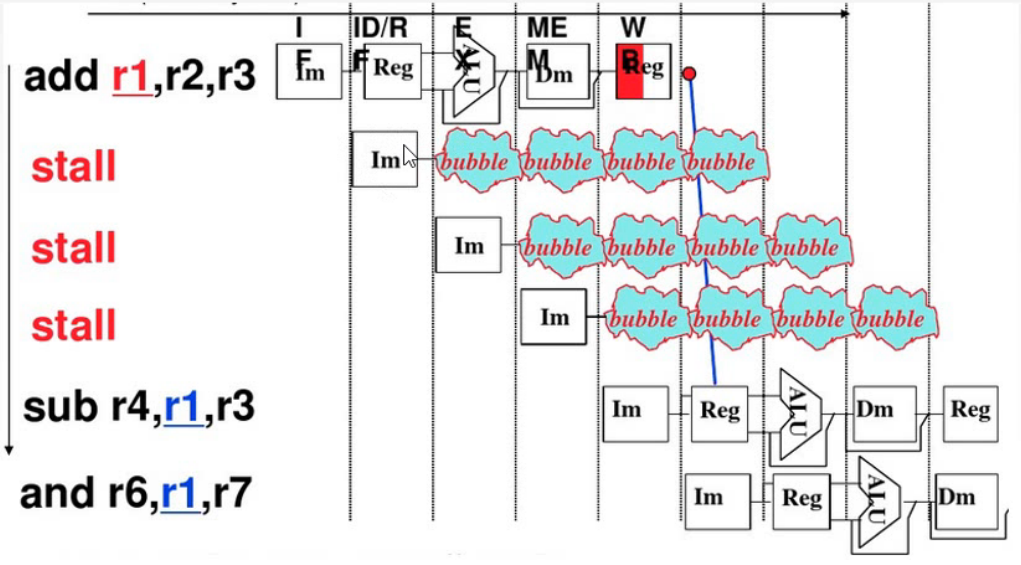 IF ID/RF EX MEM WB
add r1,r2,r3 Im Reg ALU Dm Reg
stall Im bubble bubble bubble bubble
stall Im bubble bubble bubble bubble
stall Im bubble bubble bubble bubble
sub r4,r1,r3 Im Reg ALU Dm Reg
and r6,r1,r7 Im Reg ALU Dm